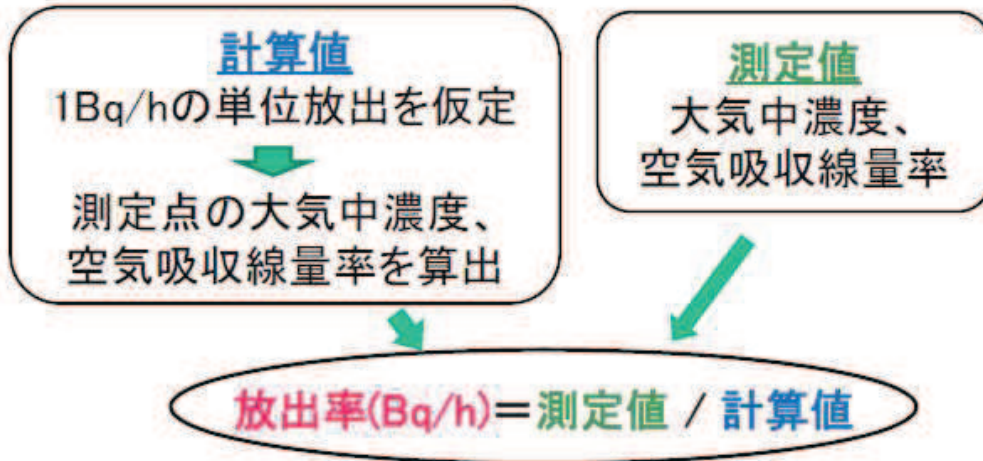 計算値
1Bq/hの単位放出を仮定
測定点の大気中濃度、
空気吸収線量率を算出
測定値
大気中濃度、
空気吸収線量率
放出率(Bq/h)=測定値 / 計算値